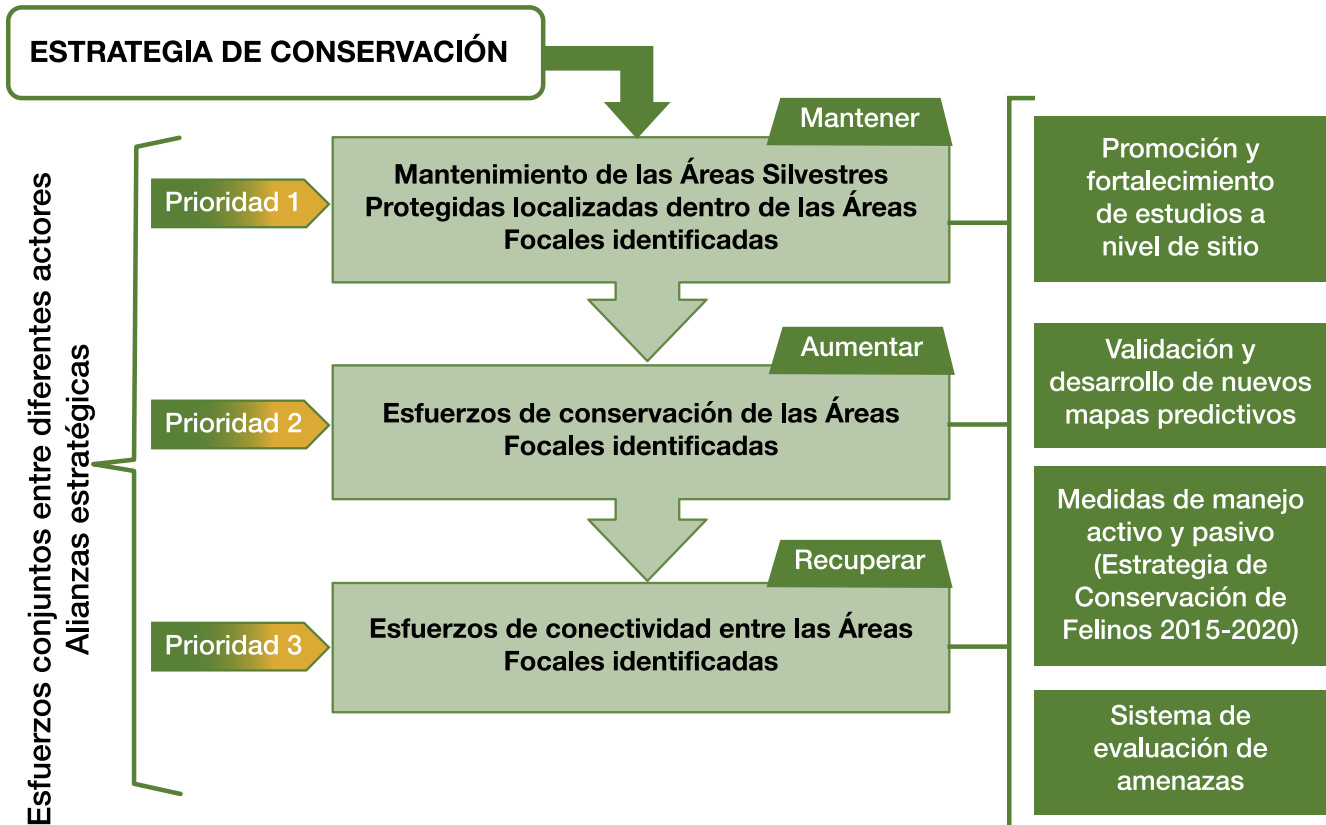 ESTRATEGIA DE CONSERVACIÓN
Esfuerzos conjuntos entre diferentes actores
Alianzas estratégicas
Prioridad 1
Mantener
Mantenimiento de las Áreas Silvestres
Protegidas localizadas dentro de las Áreas
Focales identificadas
Prioridad 2
Aumentar
Esfuerzos de conservación de las Áreas
Focales identificadas
Prioridad 3
Recuperar
Esfuerzos de conectividad entre las Áreas
Focales identificadas
Promoción y
fortalecimiento
de estudios a
nivel de sitio
Validación y
desarrollo de nuevos
mapas predictivos
Medidas de manejo
activo y pasivo
(Estrategia de
Conservación de
Felinos 2015-2020)
Sistema de
evaluación de
amenazas